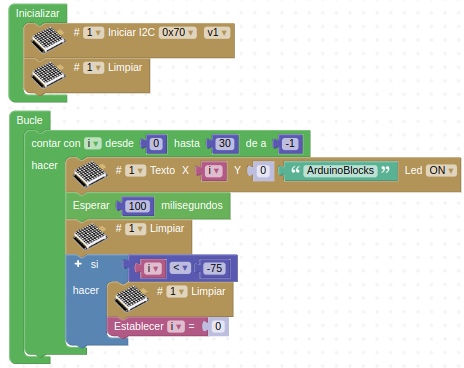 Inicializar
# 1 Iniciar I2C 0x70 v1
# 1 Limpiar
Bucle
contar con i desde 0 hasta 30 de a -1
hacer # 1 Texto X i Y 0 “ ArduinoBlocks ” Led ON
Esperar 100 milisegundos
# 1 Limpiar
+ si i < -75
hacer # 1 Limpiar
Establecer i = 0